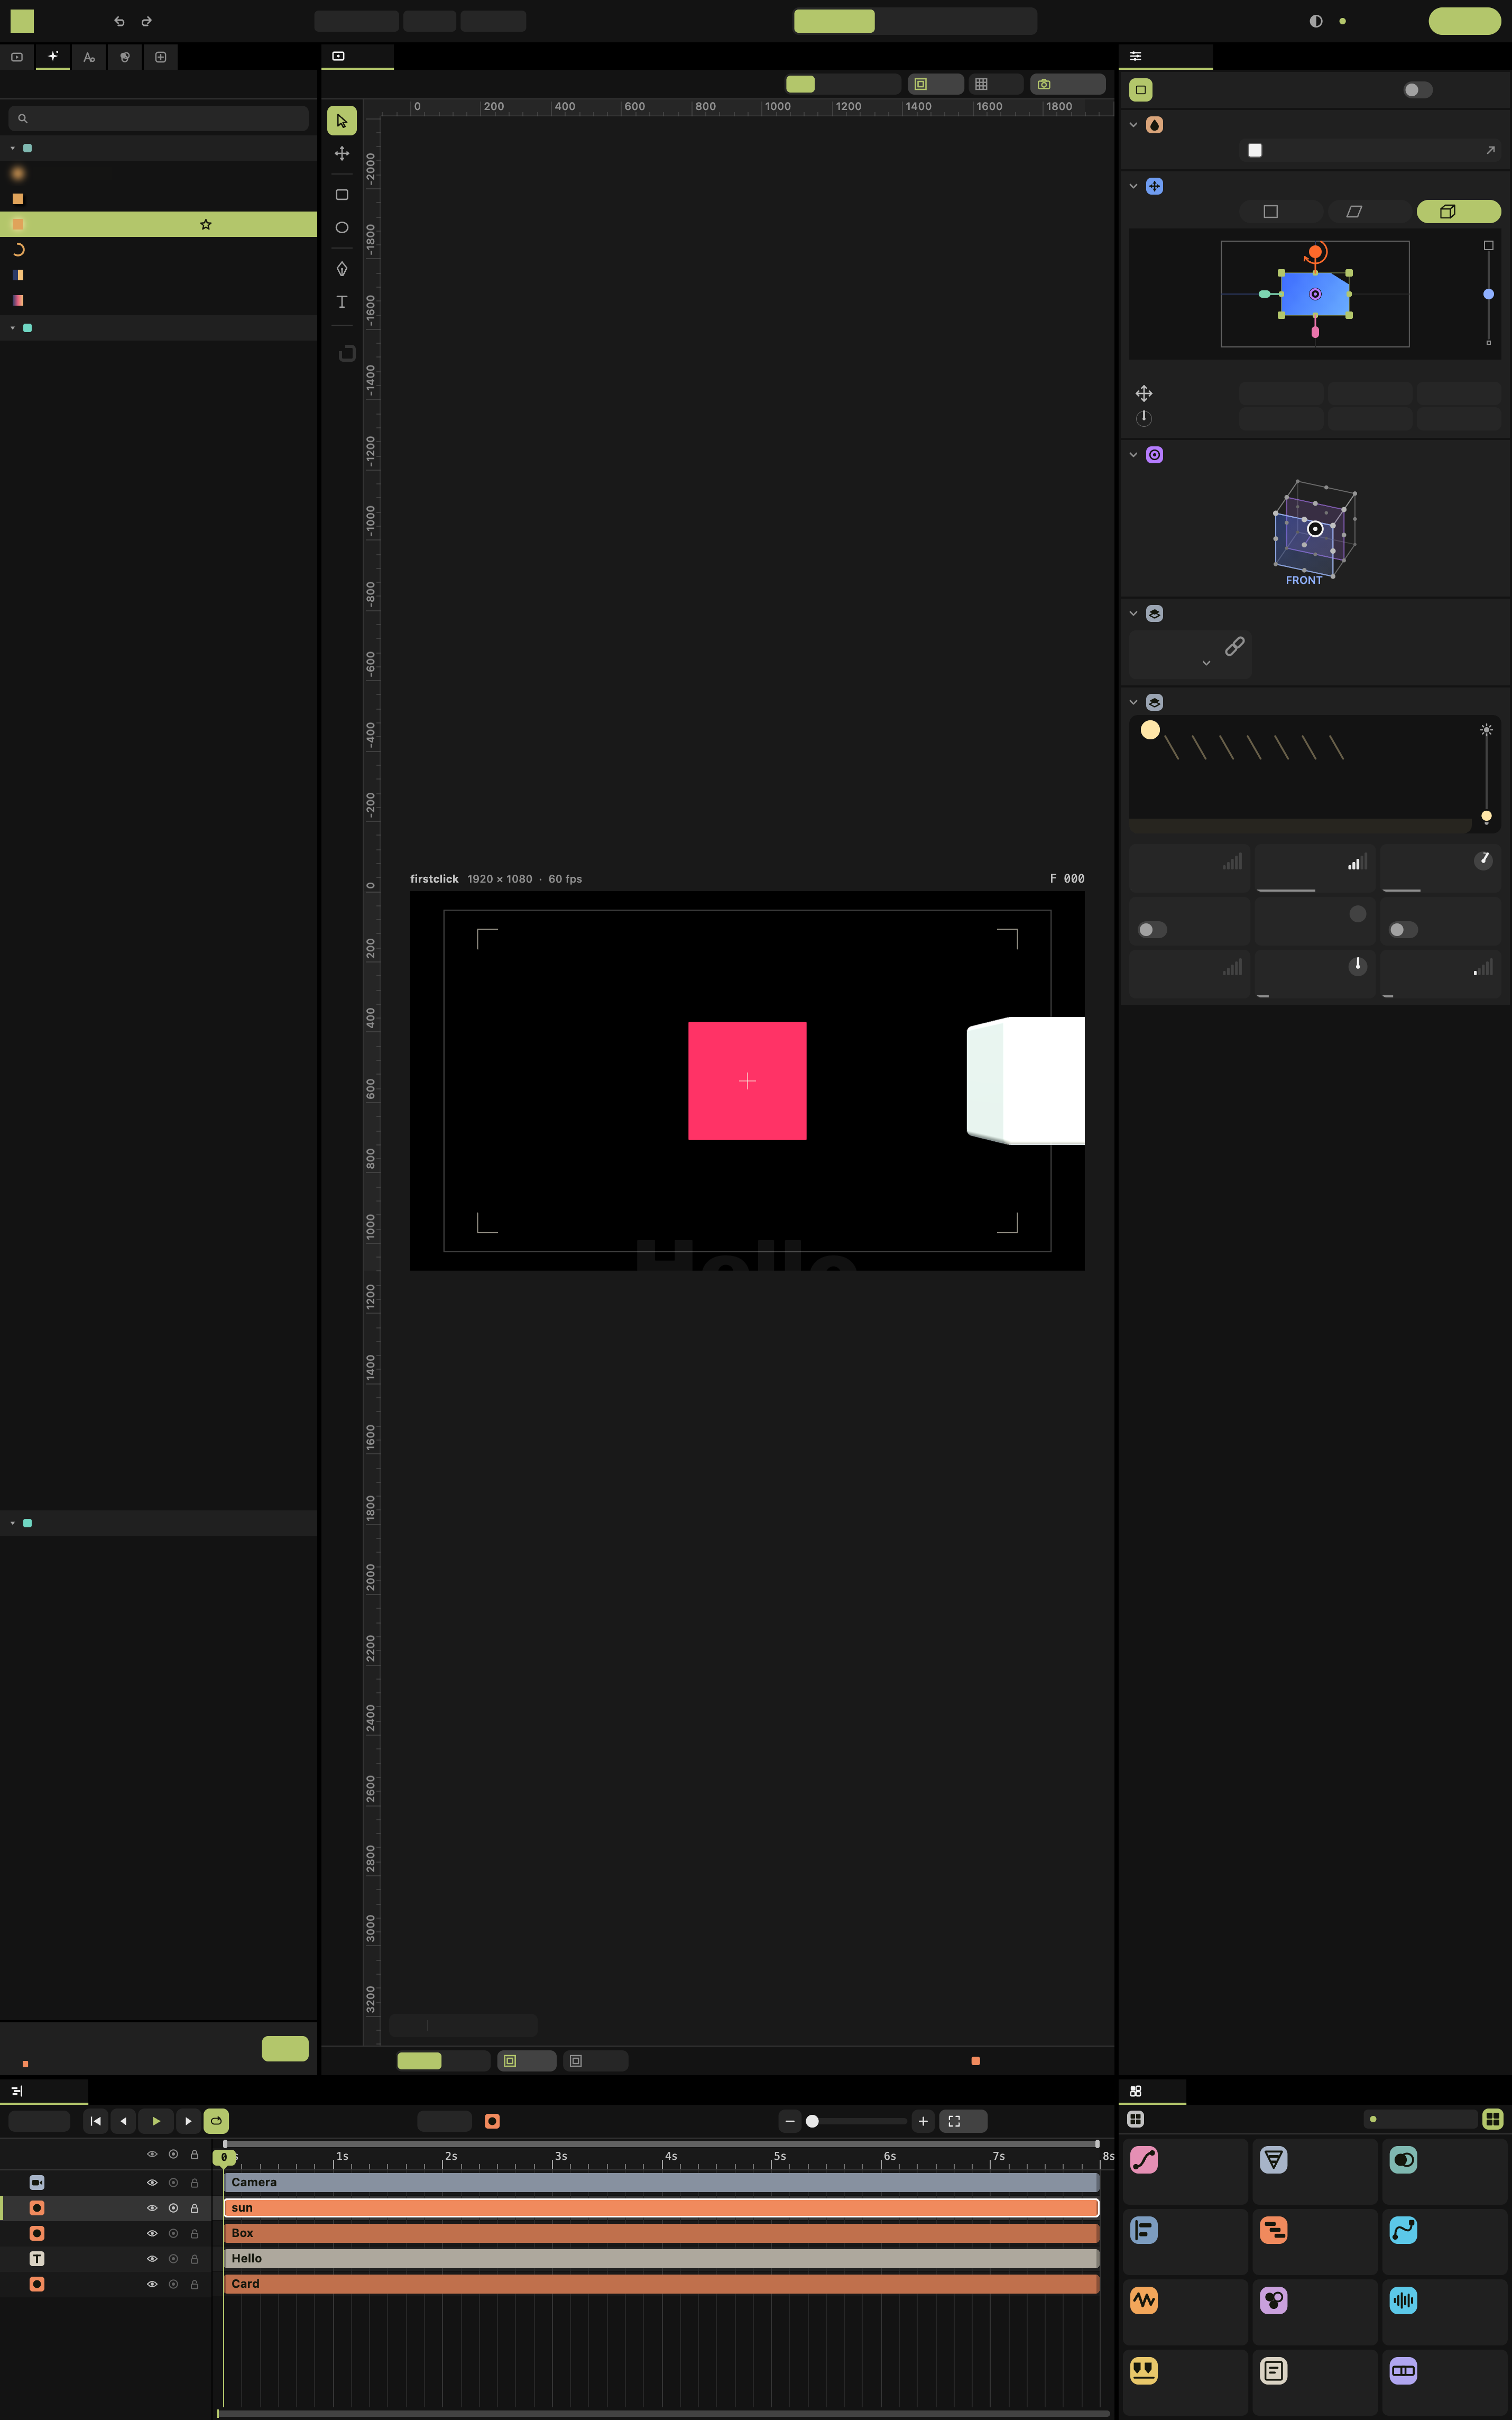 0 200 400 600 800 1000 1200 1400 1600 1800
-2000
-1800
-1600
-1400
-1200
-1000
-800
-600
-400
-200
0
200
400
600
800
1000
1200
1400
1600
1800
2000
2200
2400
2600
2800
3000
3200
firstclick 1920 × 1080 · 60 fps F 000
Hello
FRONT
0 1s 2s 3s 4s 5s 6s 7s 8s
Camera
sun
Box
T Hello
Card